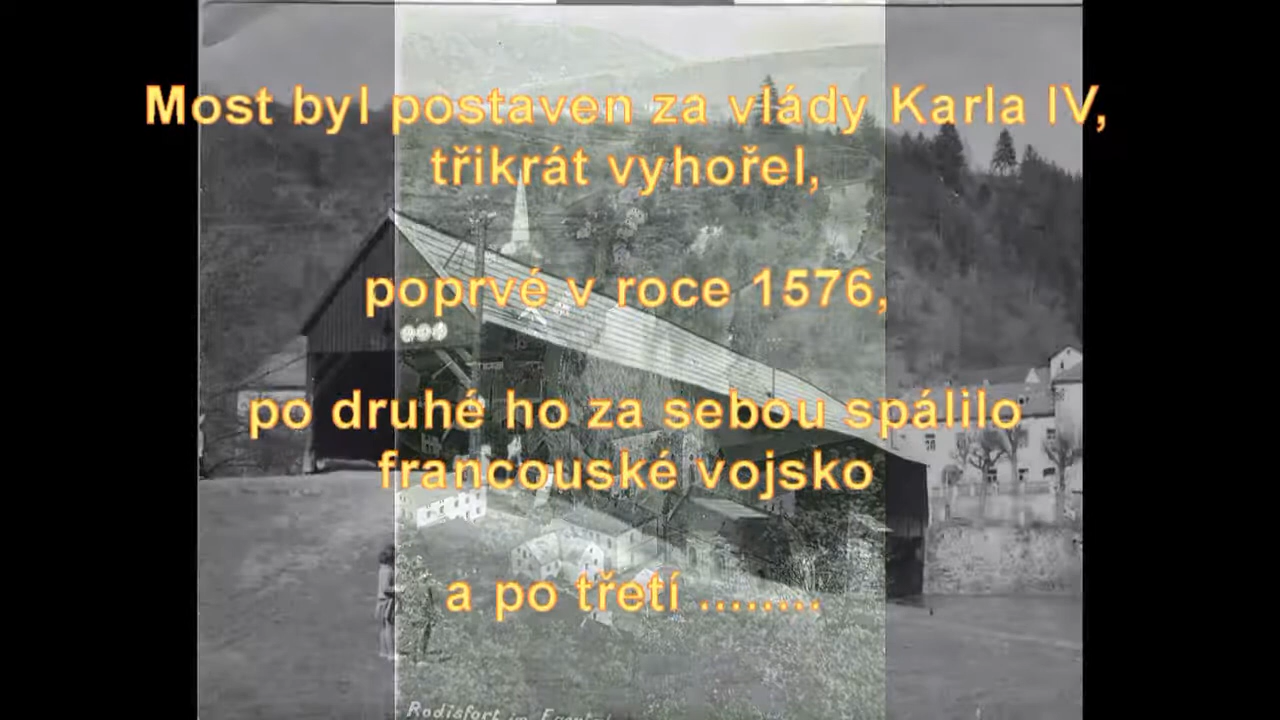 Most byl postaven za vlády Karla IV,
třikrát vyhořel,
poprvé v roce 1576,
po druhé ho za sebou spálilo
francouské vojsko
a po třetí ........
Rodisfort im